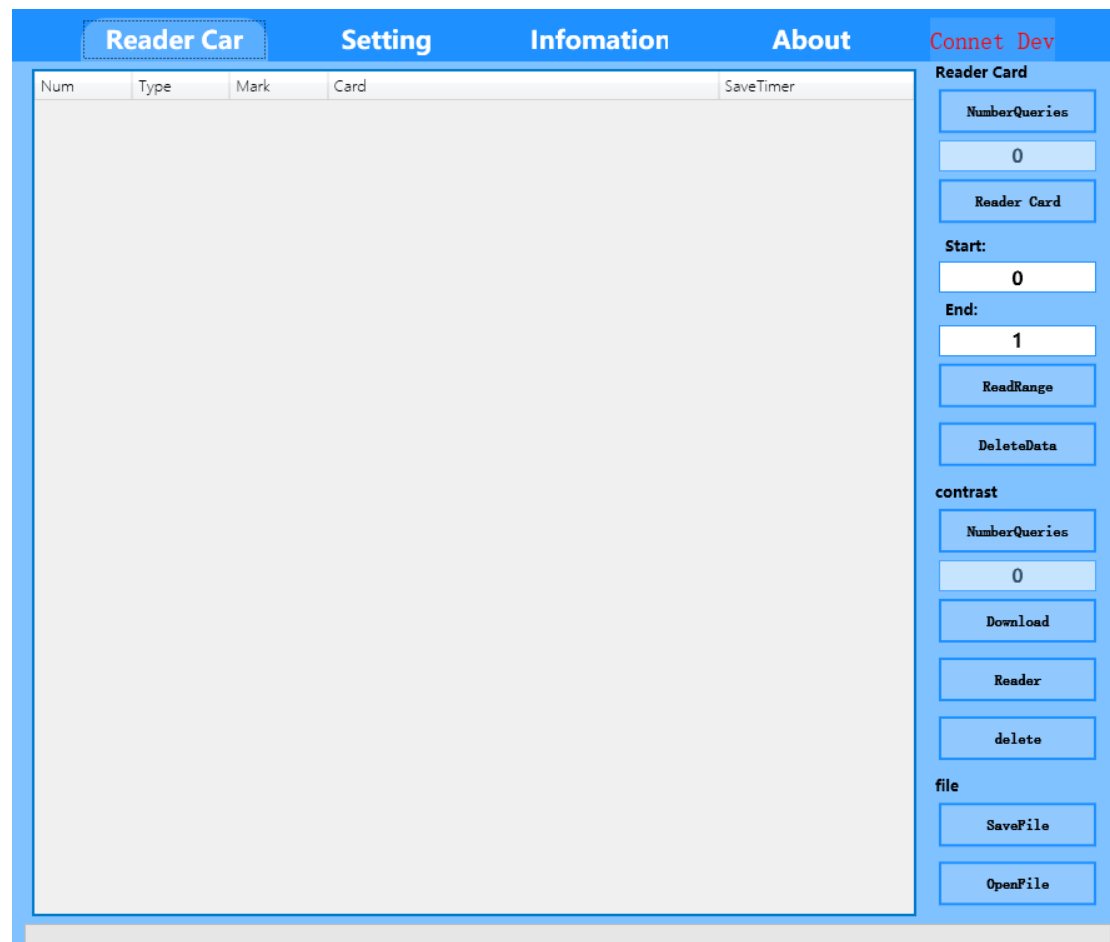 Reader Car Setting Infomation About Connet Dev
Num Type Mark Card SaveTimer
Reader Card
NumberQueries
0
Reader Card
Start:
0
End:
1
ReadRange
DeleteData
contrast
NumberQueries
0
Download
Reader
delete
file
SaveFile
OpenFile